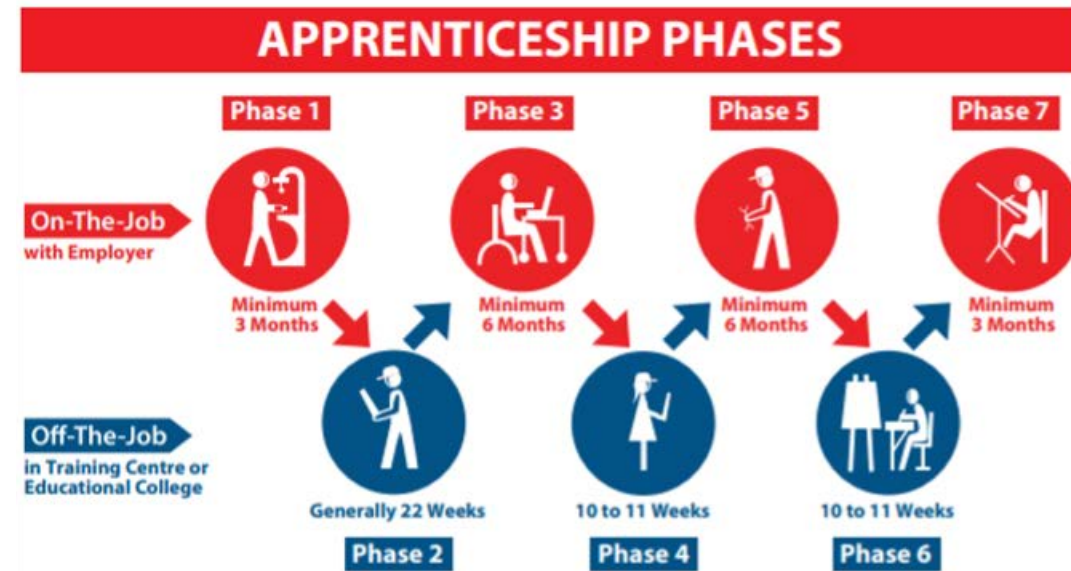 APPRENTICESHIP PHASES
Phase 1
Phase 3
Phase 5
Phase 7
On-The-Job
with Employer
Minimum
3 Months
Minimum
6 Months
Minimum
6 Months
Minimum
3 Months
Off-The-Job
in Training Centre or
Educational College
Generally 22 Weeks
10 to 11 Weeks
10 to 11 Weeks
Phase 2
Phase 4
Phase 6